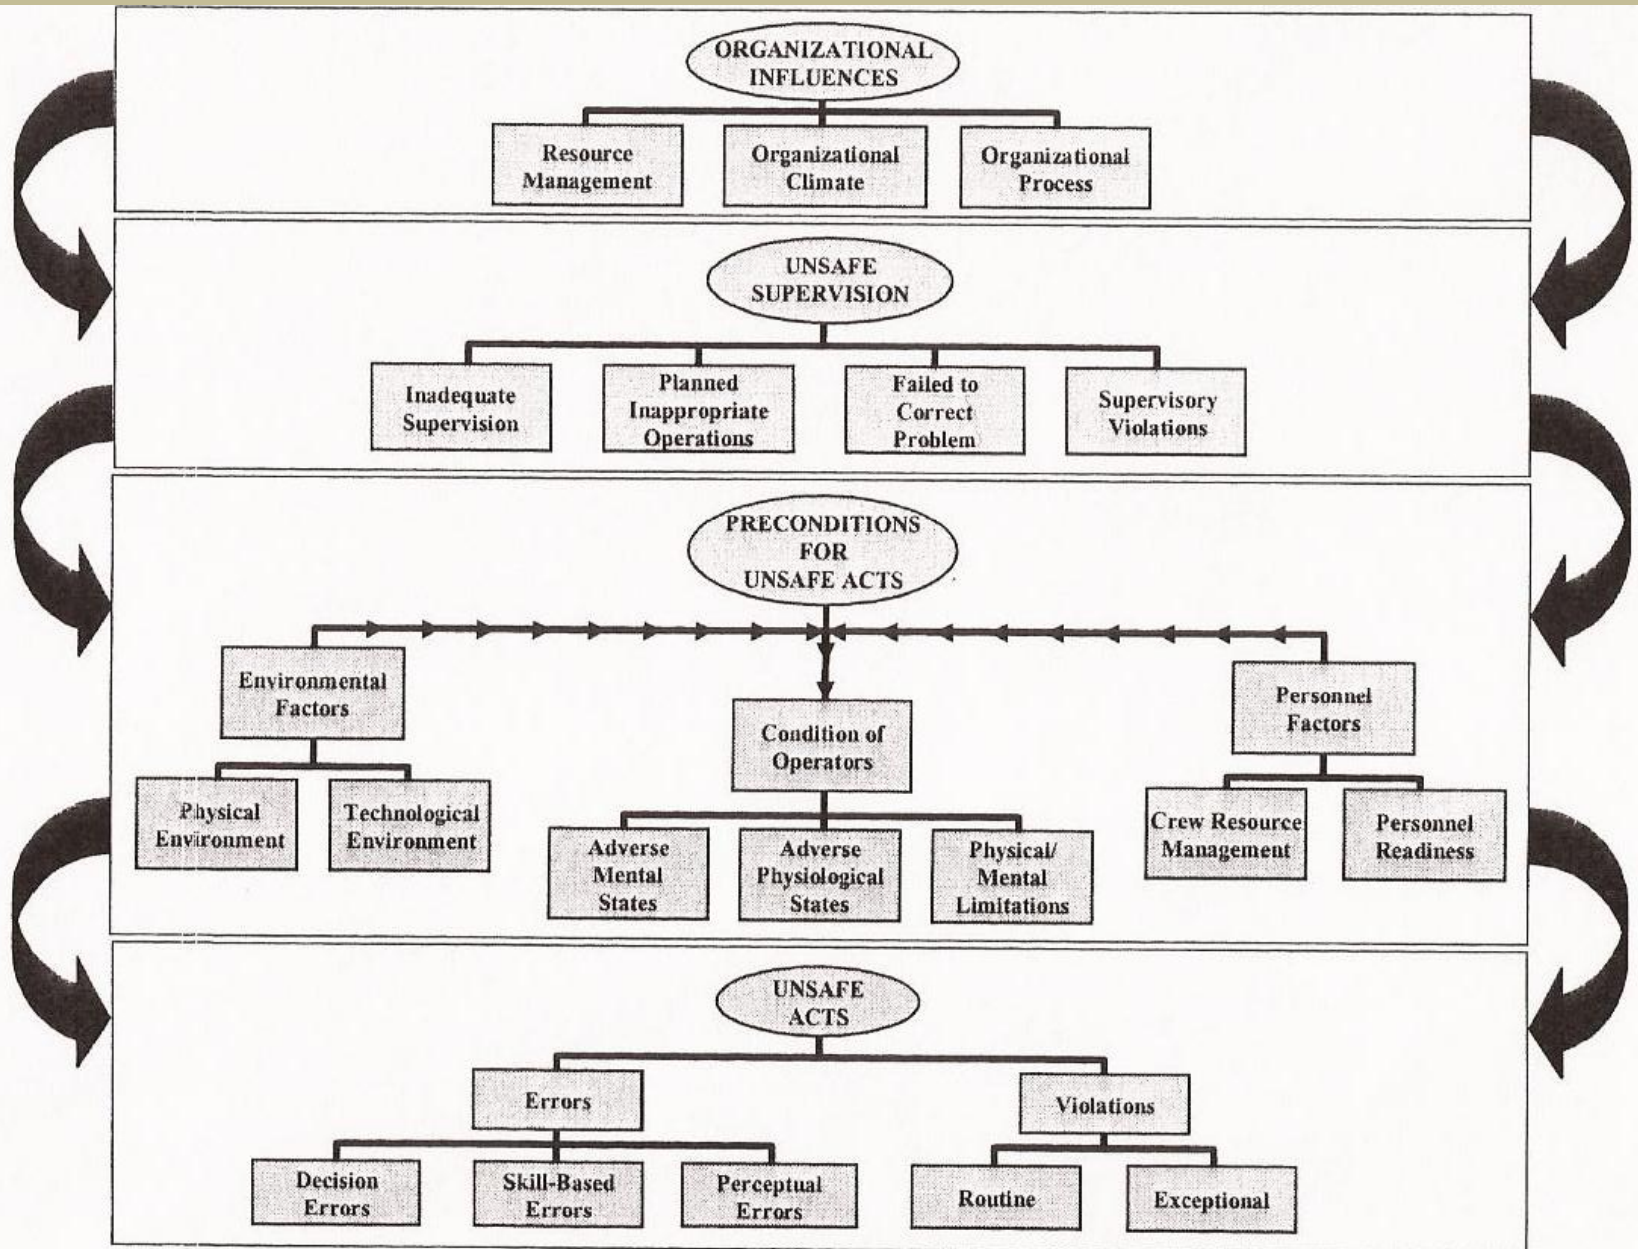 ORGANIZATIONAL
INFLUENCES
Resource
Management
Organizational
Climate
Organizational
Process
UNSAFE
SUPERVISION
Inadequate
Supervision
Planned
Inappropriate
Operations
Failed to
Correct
Problem
Supervisory
Violations
PRECONDITIONS
FOR
UNSAFE ACTS
Environmental
Factors
Condition of
Operators
Personnel
Factors
Physical
Environment
Technological
Environment
Adverse
Mental
States
Adverse
Physiological
States
Physical/
Mental
Limitations
Crew Resource
Management
Personnel
Readiness
UNSAFE
ACTS
Errors
Violations
Decision
Errors
Skill-Based
Errors
Perceptual
Errors
Routine
Exceptional